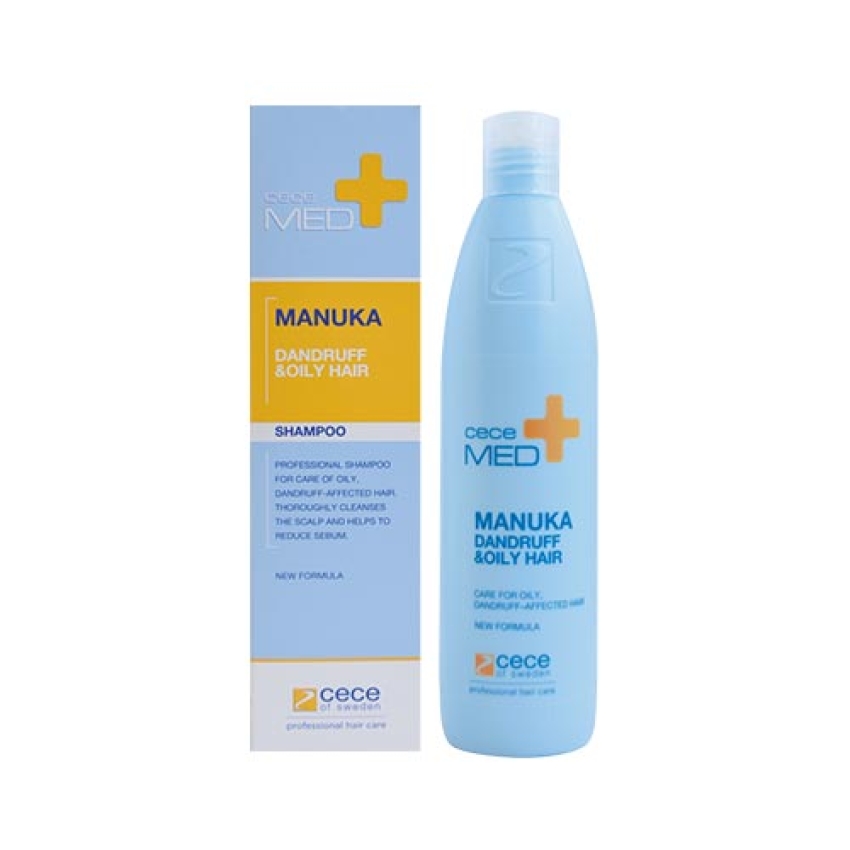 cece
MED
MANUKA
DANDRUFF
&OILY HAIR
SHAMPOO
PROFESSIONAL SHAMPOO
FOR CARE OF OILY,
DANDRUFF-AFFECTED HAIR.
THOROUGHLY CLEANSES
THE SCALP AND HELPS TO
REDUCE SEBUM.
NEW FORMULA
cece
of sweden
professional hair care
cece
MED
MANUKA
DANDRUFF
&OILY HAIR
CARE FOR OILY,
DANDRUFF-AFFECTED HAIR
NEW FORMULA
cece
of sweden
professional hair care